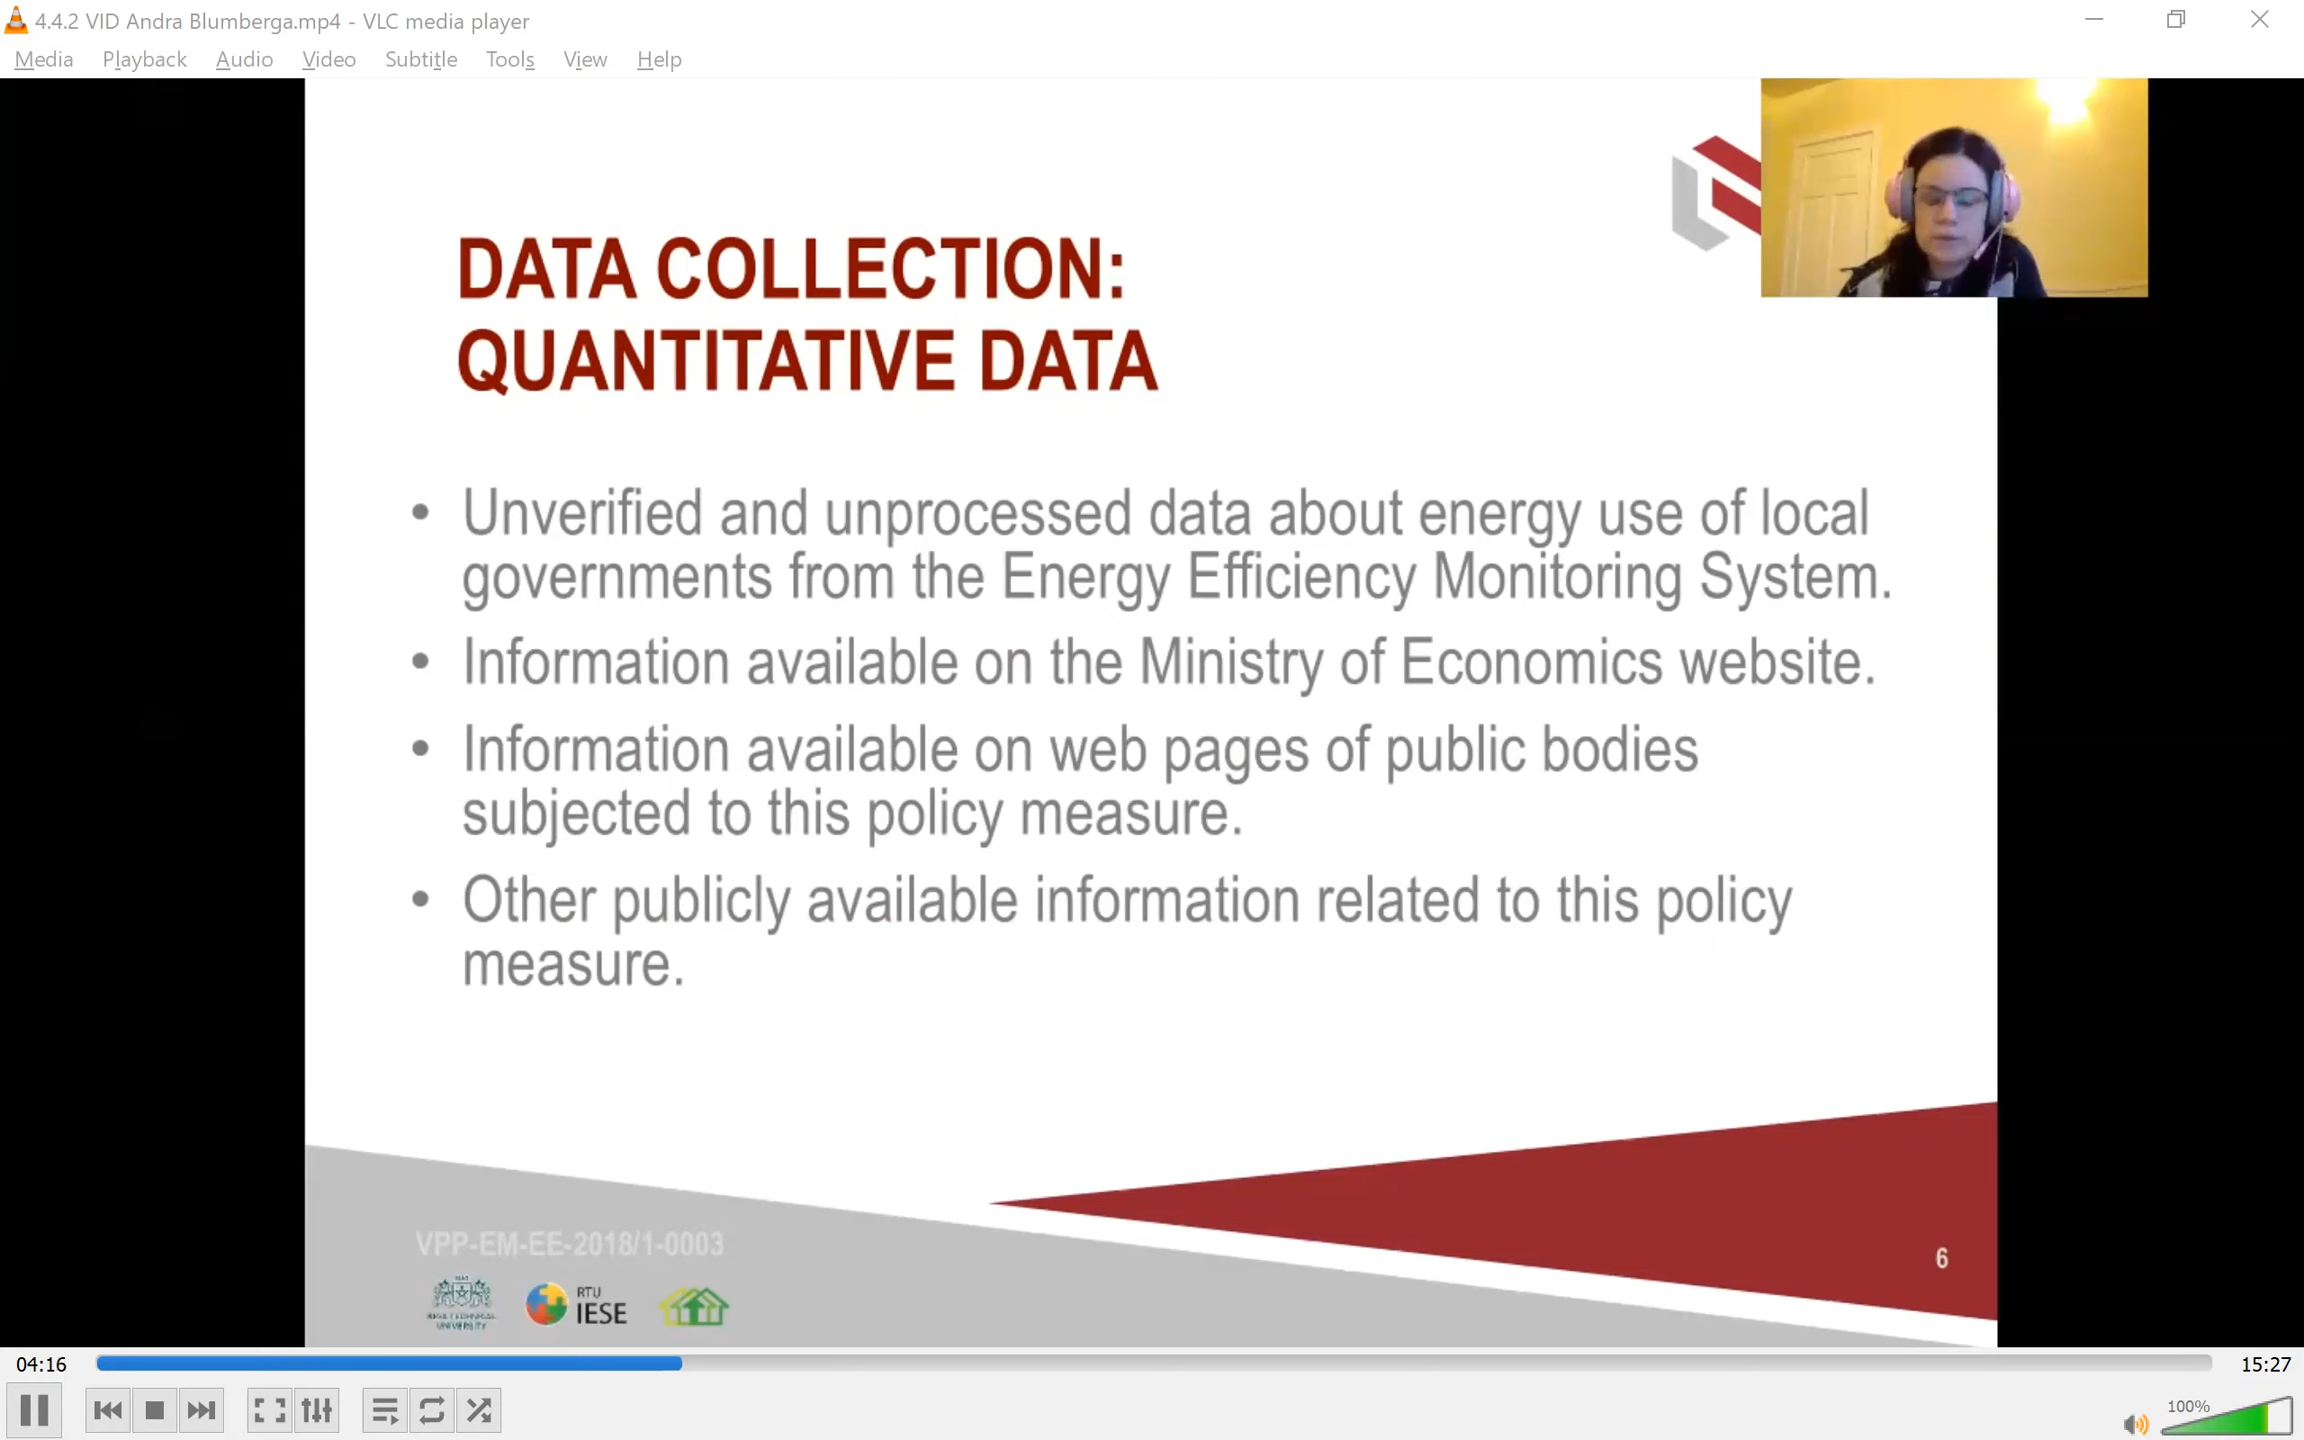 4.4.2 VID Andra Blumberga.mp4 - VLC media player
Media Playback Audio Video Subtitle Tools View Help
DATA COLLECTION:
QUANTITATIVE DATA
• Unverified and unprocessed data about energy use of local
governments from the Energy Efficiency Monitoring System.
• Information available on the Ministry of Economics website.
• Information available on web pages of public bodies
subjected to this policy measure.
• Other publicly available information related to this policy
measure.
VPP-EM-EE-2018/1-0003
6
RIGA TECHNICAL
UNIVERSITY
RTU
IESE
04:16
15:27
100%